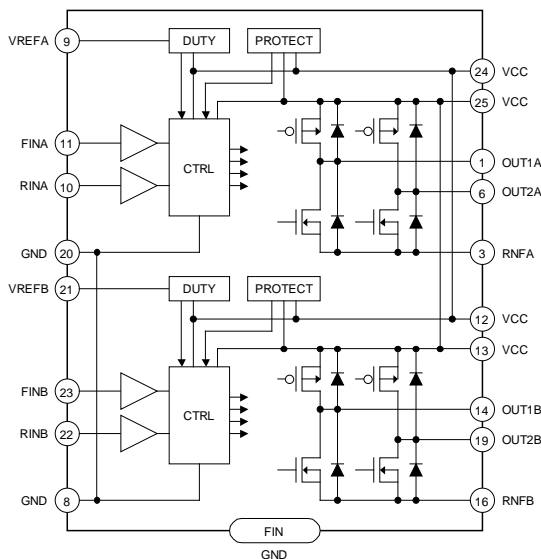 VREFA 9 DUTY PROTECT
24 VCC
25 VCC
FINA 11
CTRL
1 OUT1A
RINA 10
6 OUT2A
GND 20
3 RNFA
VREFB 21 DUTY PROTECT
12 VCC
13 VCC
FINB 23
CTRL
14 OUT1B
RINB 22
19 OUT2B
GND 8
16 RNFB
FIN
GND